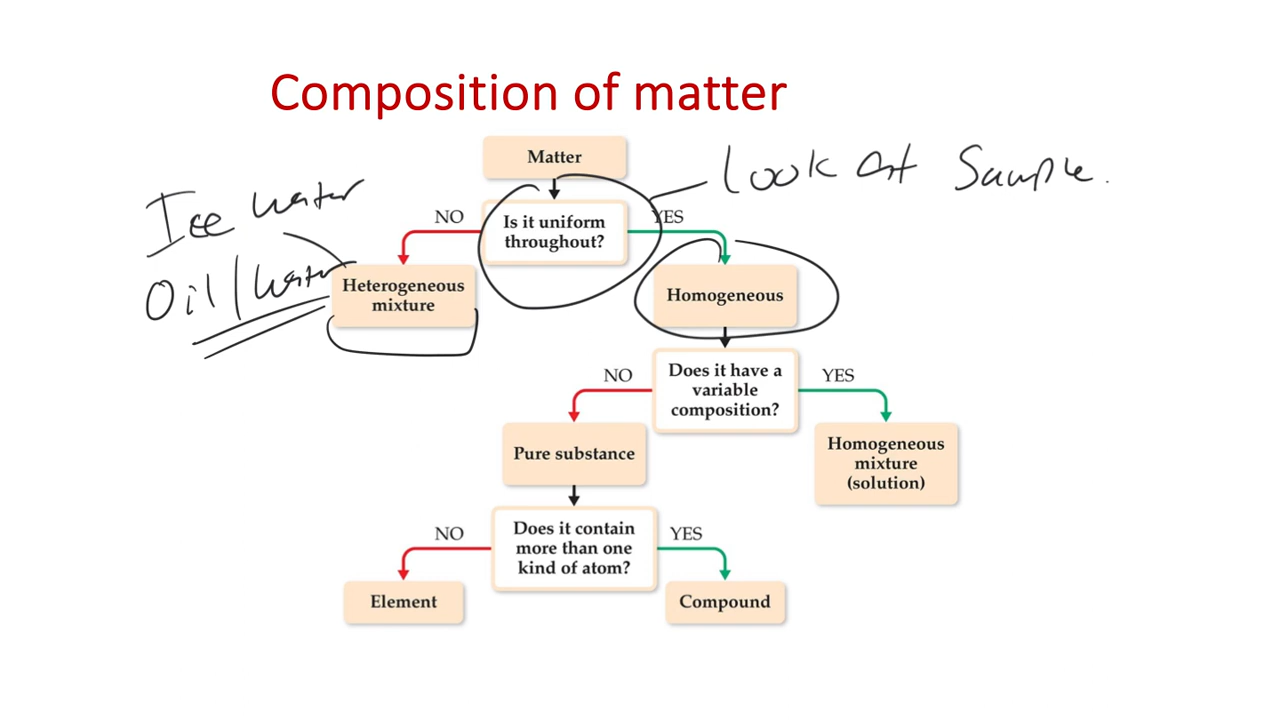 Composition of matter
Matter
Look at Sample.
Ice water
NO
Is it uniform
throughout?
YES
Oil/water
Heterogeneous
mixture
Homogeneous
NO
Does it have a
variable
composition?
YES
Pure substance
Homogeneous
mixture
(solution)
NO
Does it contain
more than one
kind of atom?
YES
Element
Compound